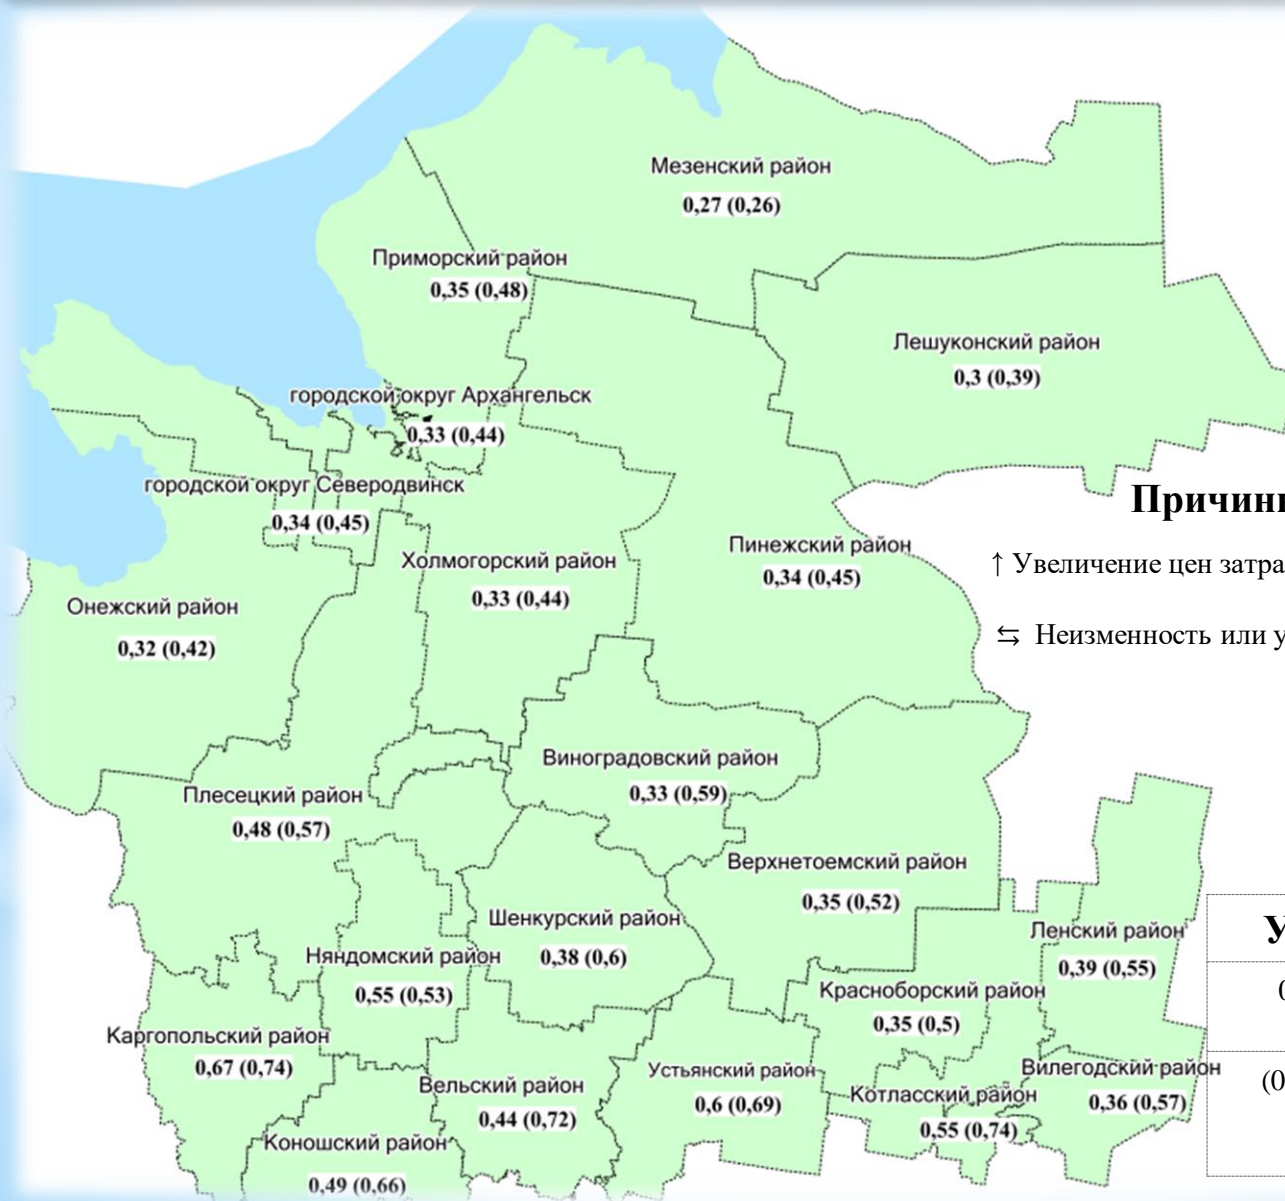 Мезенский район
0,27 (0,26)
Приморский район
0,35 (0,48)
Лешуконский район
0,3 (0,39)
городской округ Архангельск
0,33 (0,44)
городской округ Северодвинск
0,34 (0,45)
Холмогорский район
0,33 (0,44)
Пинежский район
0,34 (0,45)
Онежский район
0,32 (0,42)
Виноградовский район
0,33 (0,59)
Плесецкий район
0,48 (0,57)
Верхнетоемский район
0,35 (0,52)
Шенкурский район
0,38 (0,6)
Няндомский район
0,55 (0,53)
Ленский район
0,39 (0,55)
Красноборский район
0,35 (0,5)
Каргопольский район
0,67 (0,74)
Вельский район
0,44 (0,72)
Устьянский район
0,6 (0,69)
Котласский район
0,55 (0,74)
Вилегодский район
0,36 (0,57)
Коношский район
0,49 (0,66)
↑ Увеличение цен затра
⇆ Неизменность или у
У
0
(0